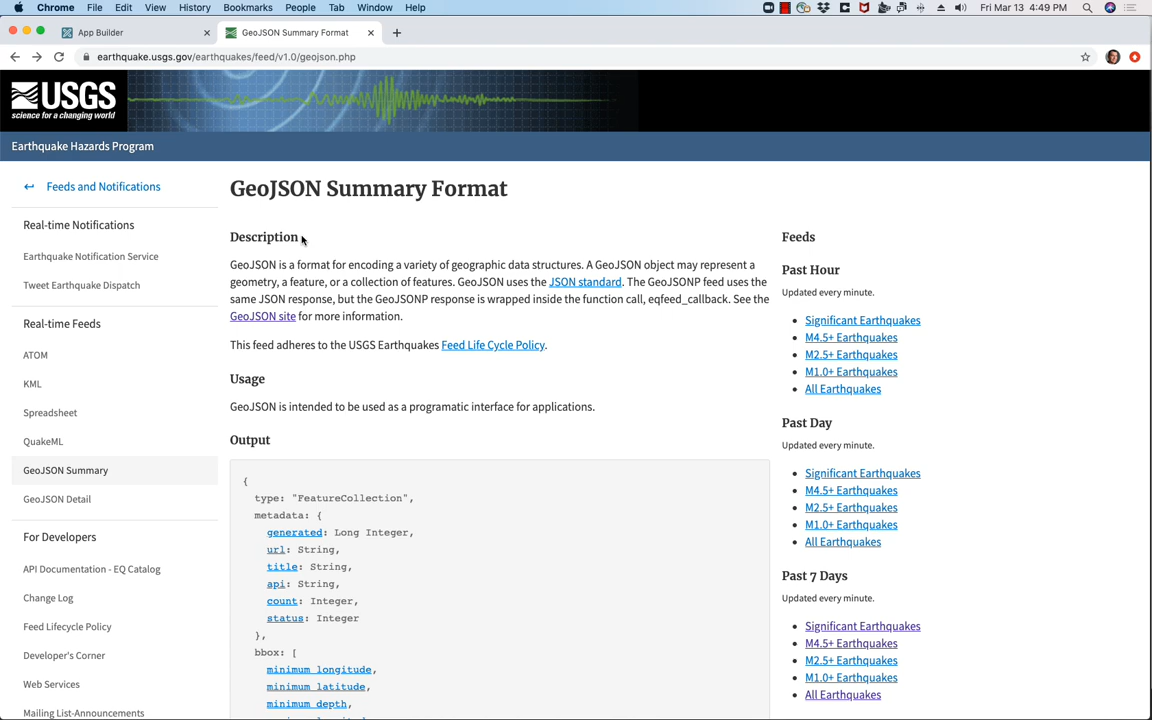 Chrome File Edit View History Bookmarks People Tab Window Help Fri Mar 13 4:49 PM
App Builder GeoJSON Summary Format
earthquake.usgs.gov/earthquakes/feed/v1.0/geojson.php
USGS
science for a changing world
Earthquake Hazards Program
Feeds and Notifications
Real-time Notifications
Earthquake Notification Service
Tweet Earthquake Dispatch
Real-time Feeds
ATOM
KML
Spreadsheet
QuakeML
GeoJSON Summary
GeoJSON Detail
For Developers
API Documentation - EQ Catalog
Change Log
Feed Lifecycle Policy
Developer's Corner
Web Services
Mailing List-Announcements
GeoJSON Summary Format
Description
GeoJSON is a format for encoding a variety of geographic data structures. A GeoJSON object may represent a
geometry, a feature, or a collection of features. GeoJSON uses the JSON standard. The GeoJSONP feed uses the
same JSON response, but the GeoJSONP response is wrapped inside the function call, eqfeed_callback. See the
GeoJSON site for more information.
This feed adheres to the USGS Earthquakes Feed Life Cycle Policy.
Usage
GeoJSON is intended to be used as a programatic interface for applications.
Output
{
type: "FeatureCollection",
metadata: {
generated: Long Integer,
url: String,
title: String,
api: String,
count: Integer,
status: Integer
},
bbox: [
minimum longitude,
minimum latitude,
minimum depth,
Feeds
Past Hour
Updated every minute.
• Significant Earthquakes
• M4.5+ Earthquakes
• M2.5+ Earthquakes
• M1.0+ Earthquakes
• All Earthquakes
Past Day
Updated every minute.
• Significant Earthquakes
• M4.5+ Earthquakes
• M2.5+ Earthquakes
• M1.0+ Earthquakes
• All Earthquakes
Past 7 Days
Updated every minute.
• Significant Earthquakes
• M4.5+ Earthquakes
• M2.5+ Earthquakes
• M1.0+ Earthquakes
• All Earthquakes